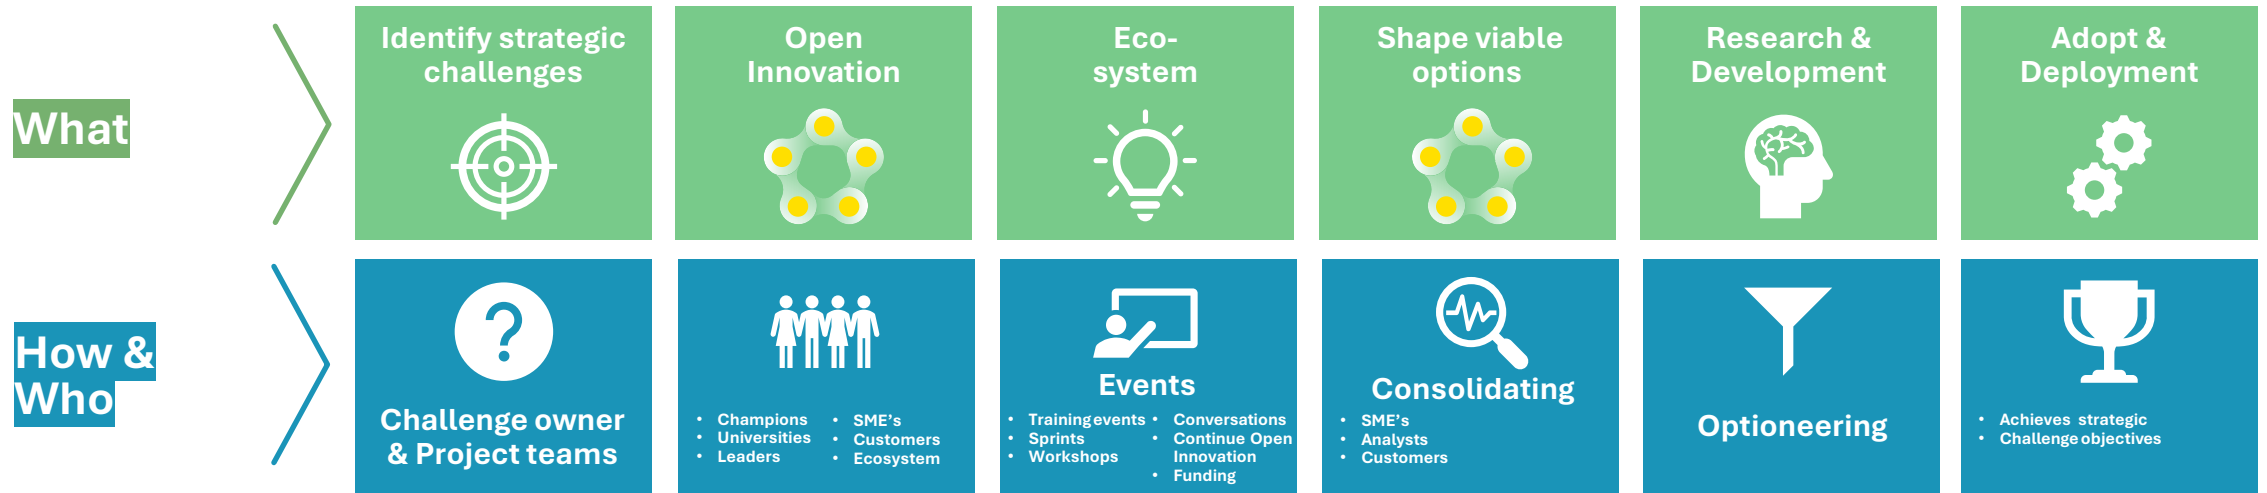 What
Identify strategic
challenges
Open
Innovation
Eco-
system
Shape viable
options
Research &
Development
Adopt &
Deployment
How &
Who
Challenge owner
& Project teams
• Champions
• Universities
• Leaders
• SME's
• Customers
• Ecosystem
Events
• Training events
• Sprints
• Workshops
• Conversations
• Continue Open
Innovation
• Funding
Consolidating
• SME's
• Analysts
• Customers
Optioneering
• Achieves strategic
• Challenge objectives